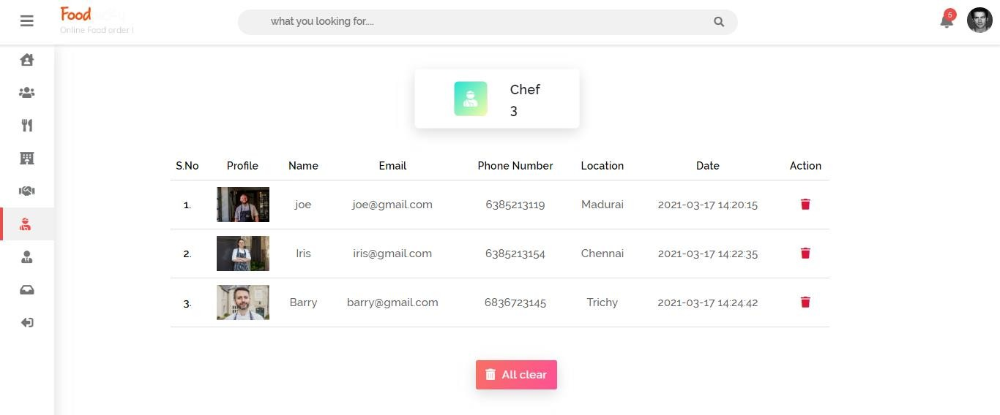 Food
Online Food order |
what you looking for....
5
Chef
3
S.No Profile Name Email Phone Number Location Date Action
1. joe joe@gmail.com 6385213119 Madurai 2021-03-17 14:20:15
2. Iris iris@gmail.com 6385213154 Chennai 2021-03-17 14:22:35
3. Barry barry@gmail.com 6836723145 Trichy 2021-03-17 14:24:42
All clear